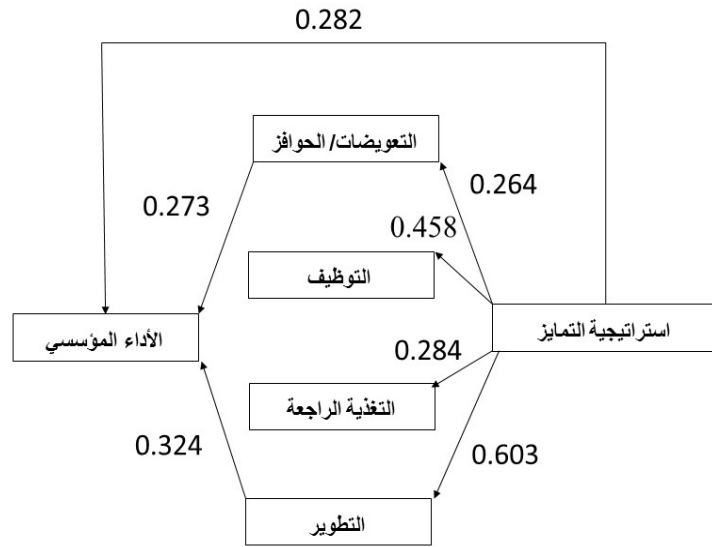 0.282
التعويضات/ الحوافز
0.273
0.264
0.458
التوظيف
استراتيجية التمايز
الأداء المؤسسي
0.284
التغذية الراجعة
0.324
0.603
التطوير